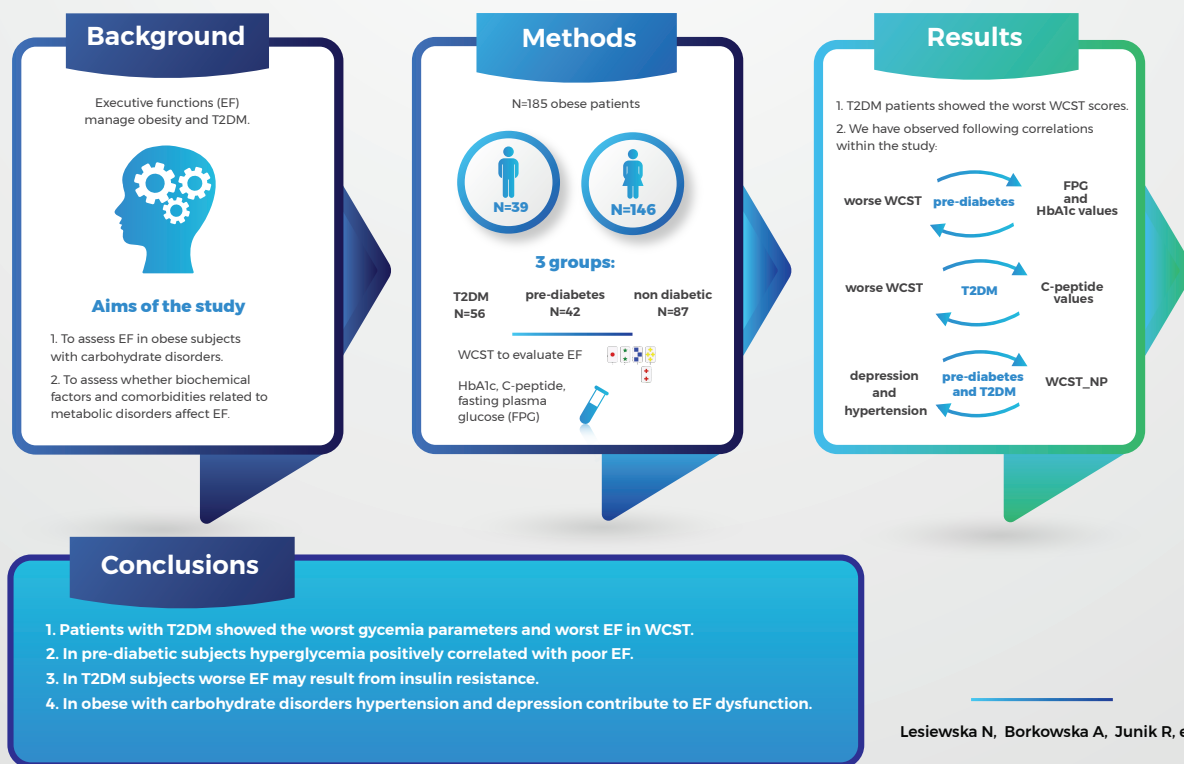 Background
Executive functions (EF)
manage obesity and T2DM.
Aims of the study
1. To assess EF in obese subjects
with carbohydrate disorders.
2. To assess whether biochemical
factors and comorbidities related to
metabolic disorders affect EF.
Methods
N=185 obese patients
N=39
N=146
3 groups:
T2DM
N=56
pre-diabetes
N=42
non diabetic
N=87
WCST to evaluate EF
HbA1c, C-peptide,
fasting plasma
glucose (FPG)
Results
1. T2DM patients showed the worst WCST scores.
2. We have observed following correlations
within the study:
worse WCST
pre-diabetes
FPG
and
HbA1c values
worse WCST
T2DM
C-peptide
values
depression
and
hypertension
pre-diabetes
and T2DM
WCST_NP
Conclusions
1. Patients with T2DM showed the worst gycemia parameters and worst EF in WCST.
2. In pre-diabetic subjects hyperglycemia positively correlated with poor EF.
3. In T2DM subjects worse EF may result from insulin resistance.
4. In obese with carbohydrate disorders hypertension and depression contribute to EF dysfunction.
Lesiewska N, Borkowska A, Junik R, e